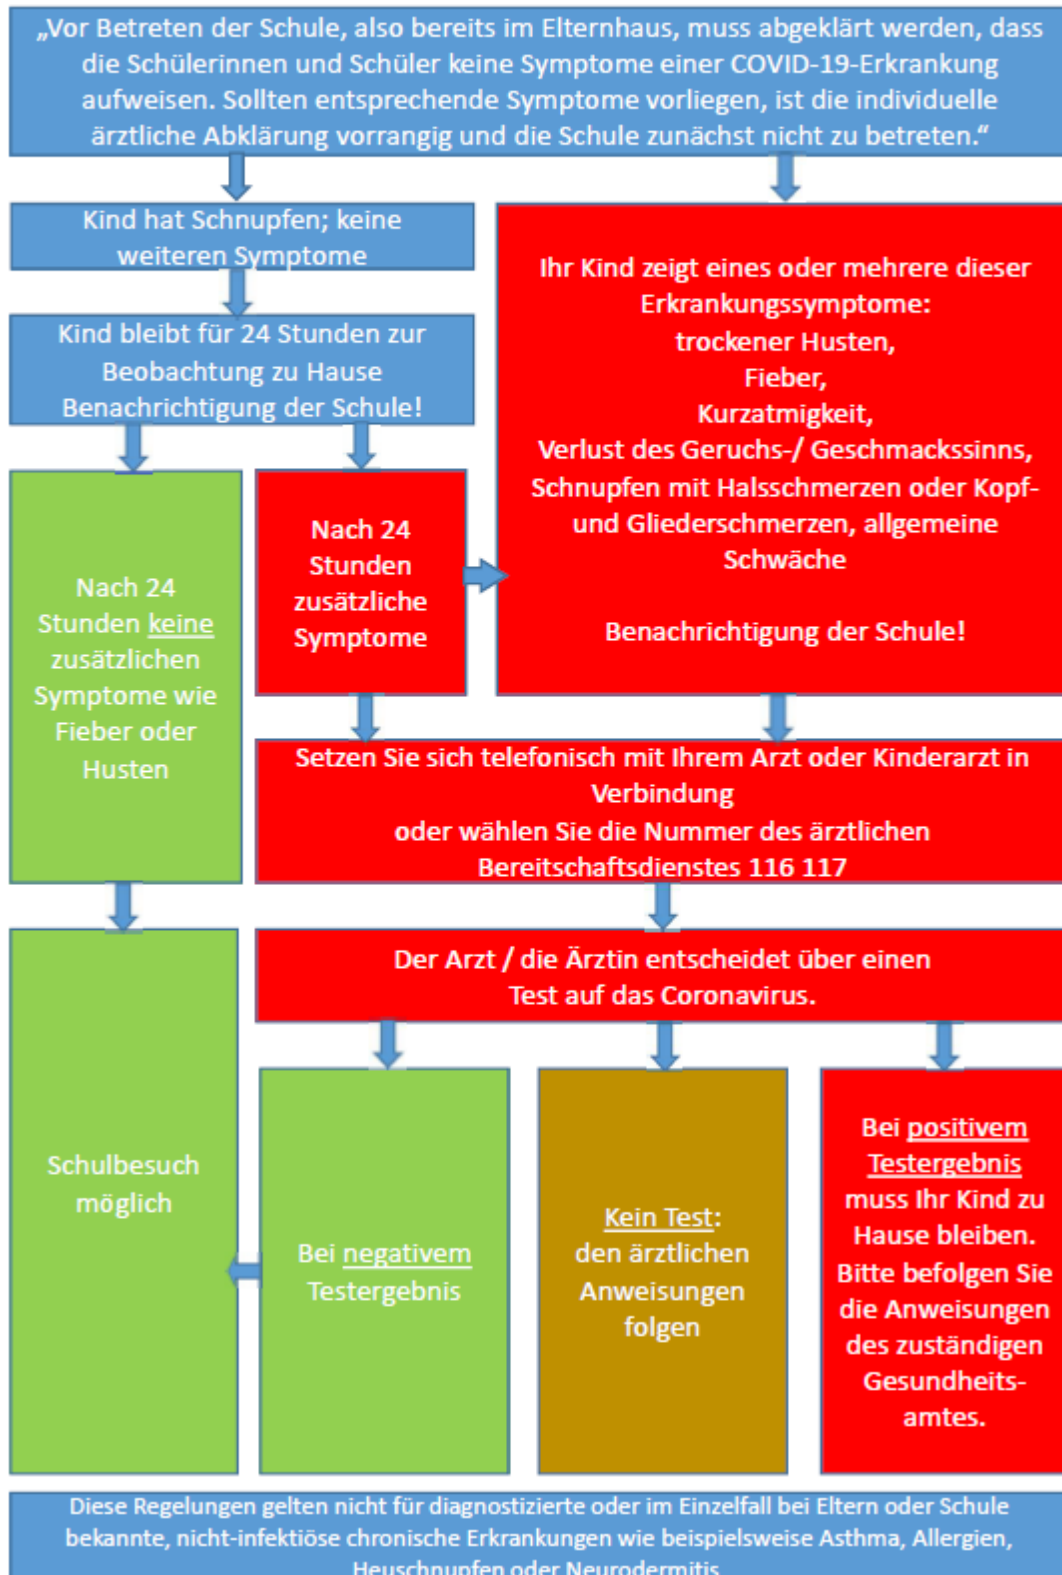 „Vor Betreten der Schule, also bereits im Elternhaus, muss abgeklärt werden, dass
die Schülerinnen und Schüler keine Symptome einer COVID-19-Erkrankung
aufweisen. Sollten entsprechende Symptome vorliegen, ist die individuelle
ärztliche Abklärung vorrangig und die Schule zunächst nicht zu betreten.“
Kind hat Schnupfen; keine
weiteren Symptome
Kind bleibt für 24 Stunden zur
Beobachtung zu Hause
Benachrichtigung der Schule!
Ihr Kind zeigt eines oder mehrere dieser
Erkrankungssymptome:
trockener Husten,
Fieber,
Kurzatmigkeit,
Verlust des Geruchs-/ Geschmackssinns,
Schnupfen mit Halsschmerzen oder Kopf-
und Gliederschmerzen, allgemeine
Schwäche
Benachrichtigung der Schule!
Nach 24
Stunden keine
zusätzlichen
Symptome wie
Fieber oder
Husten
Nach 24
Stunden
zusätzliche
Symptome
Setzen Sie sich telefonisch mit Ihrem Arzt oder Kinderarzt in
Verbindung
oder wählen Sie die Nummer des ärztlichen
Bereitschaftsdienstes 116 117
Der Arzt / die Ärztin entscheidet über einen
Test auf das Coronavirus.
Schulbesuch
möglich
Bei negativem
Testergebnis
Kein Test:
den ärztlichen
Anweisungen
folgen
Bei positivem
Testergebnis
muss Ihr Kind zu
Hause bleiben.
Bitte befolgen Sie
die Anweisungen
des zuständigen
Gesundheits-
amtes.
Diese Regelungen gelten nicht für diagnostizierte oder im Einzelfall bei Eltern oder Schule
bekannte, nicht-infektiöse chronische Erkrankungen wie beispielsweise Asthma, Allergien,
Heuschnupfen oder Neurodermitis